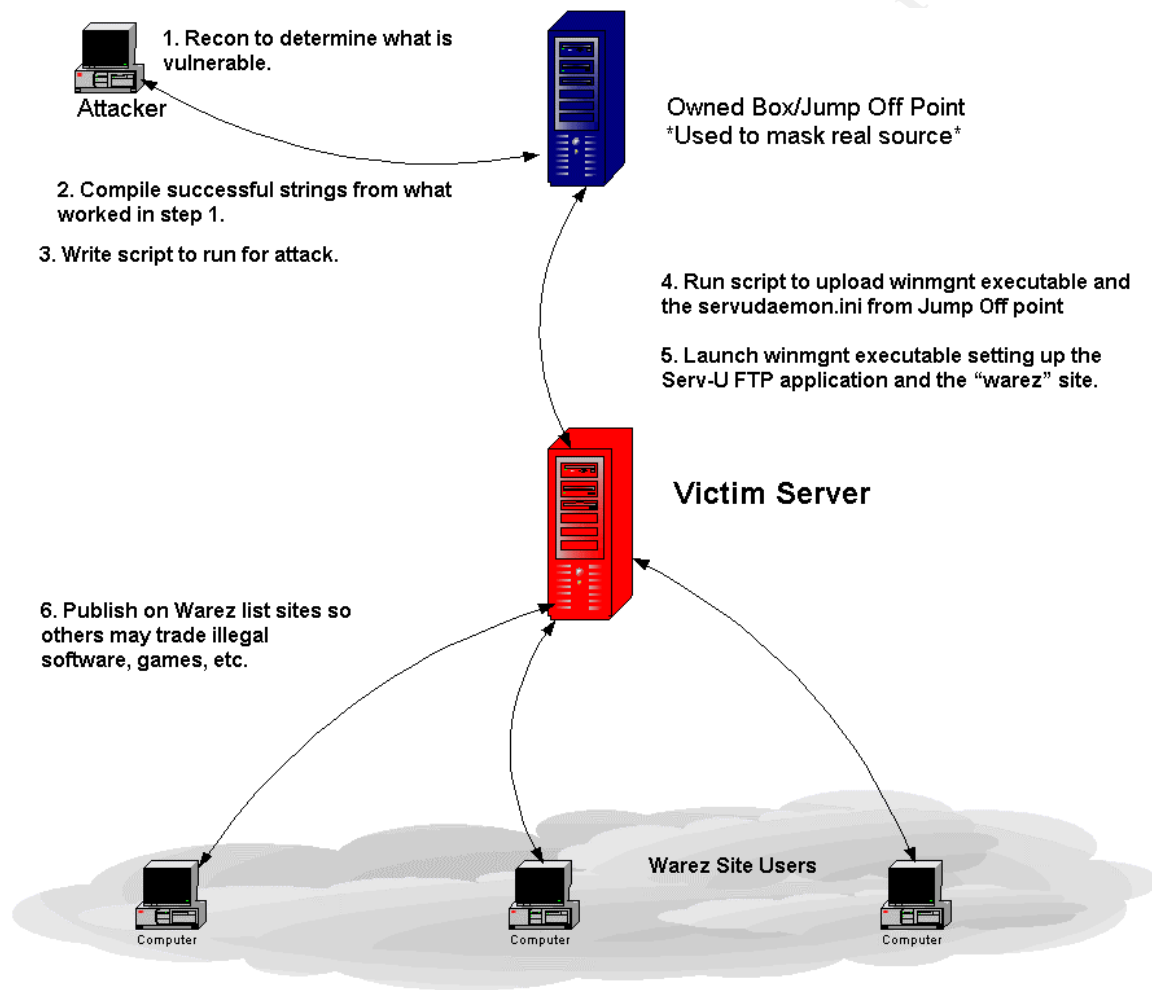 1. Recon to determine what is
vulnerable.
Attacker
Owned Box/Jump Off Point
*Used to mask real source*
2. Compile successful strings from what
worked in step 1.
3. Write script to run for attack.
4. Run script to upload winmgnt executable and
the servudaemon.ini from Jump Off point
5. Launch winmgnt executable setting up the
Serv-U FTP application and the “warez” site.
Victim Server
6. Publish on Warez list sites so
others may trade illegal
software, games, etc.
Warez Site Users
Computer
Computer
Computer